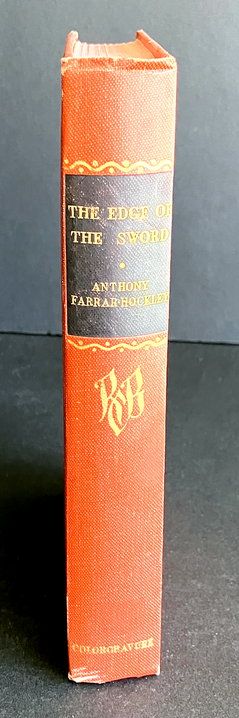 THE EDGE OF
THE SWORD
ANTHONY
FARRAR-HOCKLEY
COLORGRAVURE